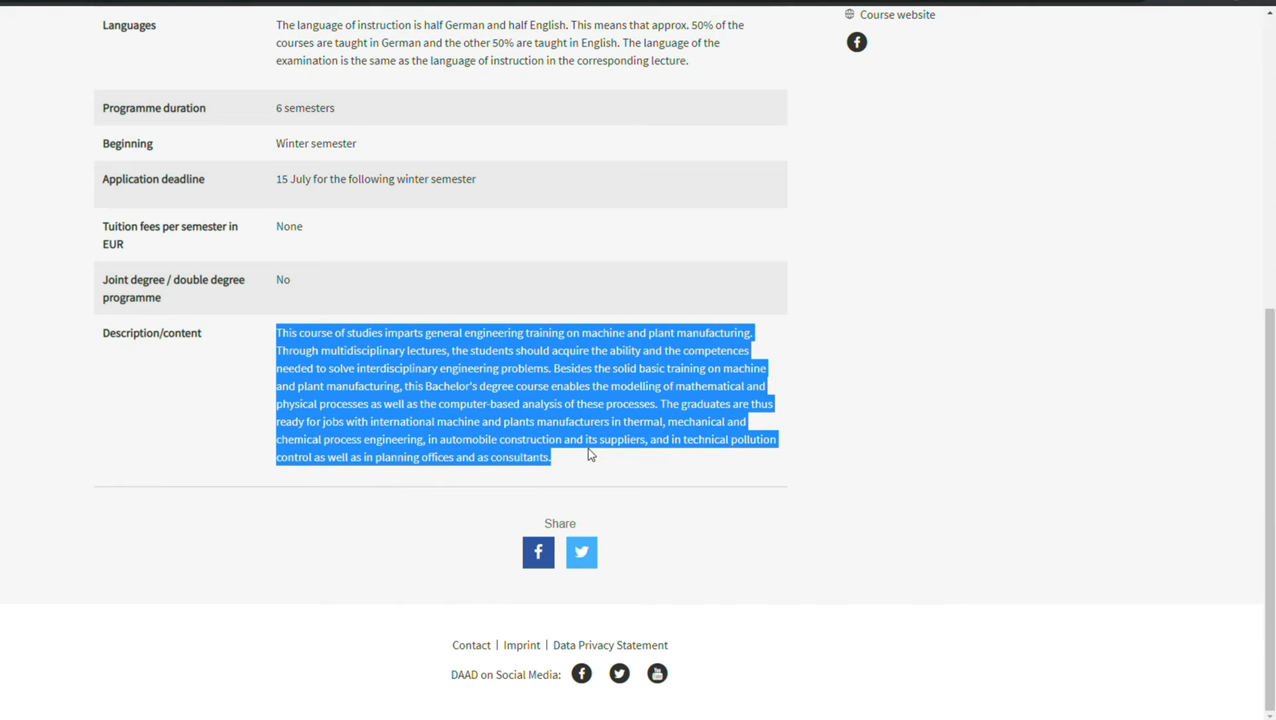 Languages
The language of instruction is half German and half English. This means that approx. 50% of the
courses are taught in German and the other 50% are taught in English. The language of the
examination is the same as the language of instruction in the corresponding lecture.
Course website
Programme duration
6 semesters
Beginning
Winter semester
Application deadline
15 July for the following winter semester
Tuition fees per semester in
EUR
None
Joint degree / double degree
programme
No
Description/content
This course of studies imparts general engineering training on machine and plant manufacturing.
Through multidisciplinary lectures, the students should acquire the ability and the competences
needed to solve interdisciplinary engineering problems. Besides the solid basic training on machine
and plant manufacturing, this Bachelor's degree course enables the modelling of mathematical and
physical processes as well as the computer-based analysis of these processes. The graduates are thus
ready for jobs with international machine and plants manufacturers in thermal, mechanical and
chemical process engineering, in automobile construction and its suppliers, and in technical pollution
control as well as in planning offices and as consultants.
Share
Contact | Imprint | Data Privacy Statement
DAAD on Social Media: